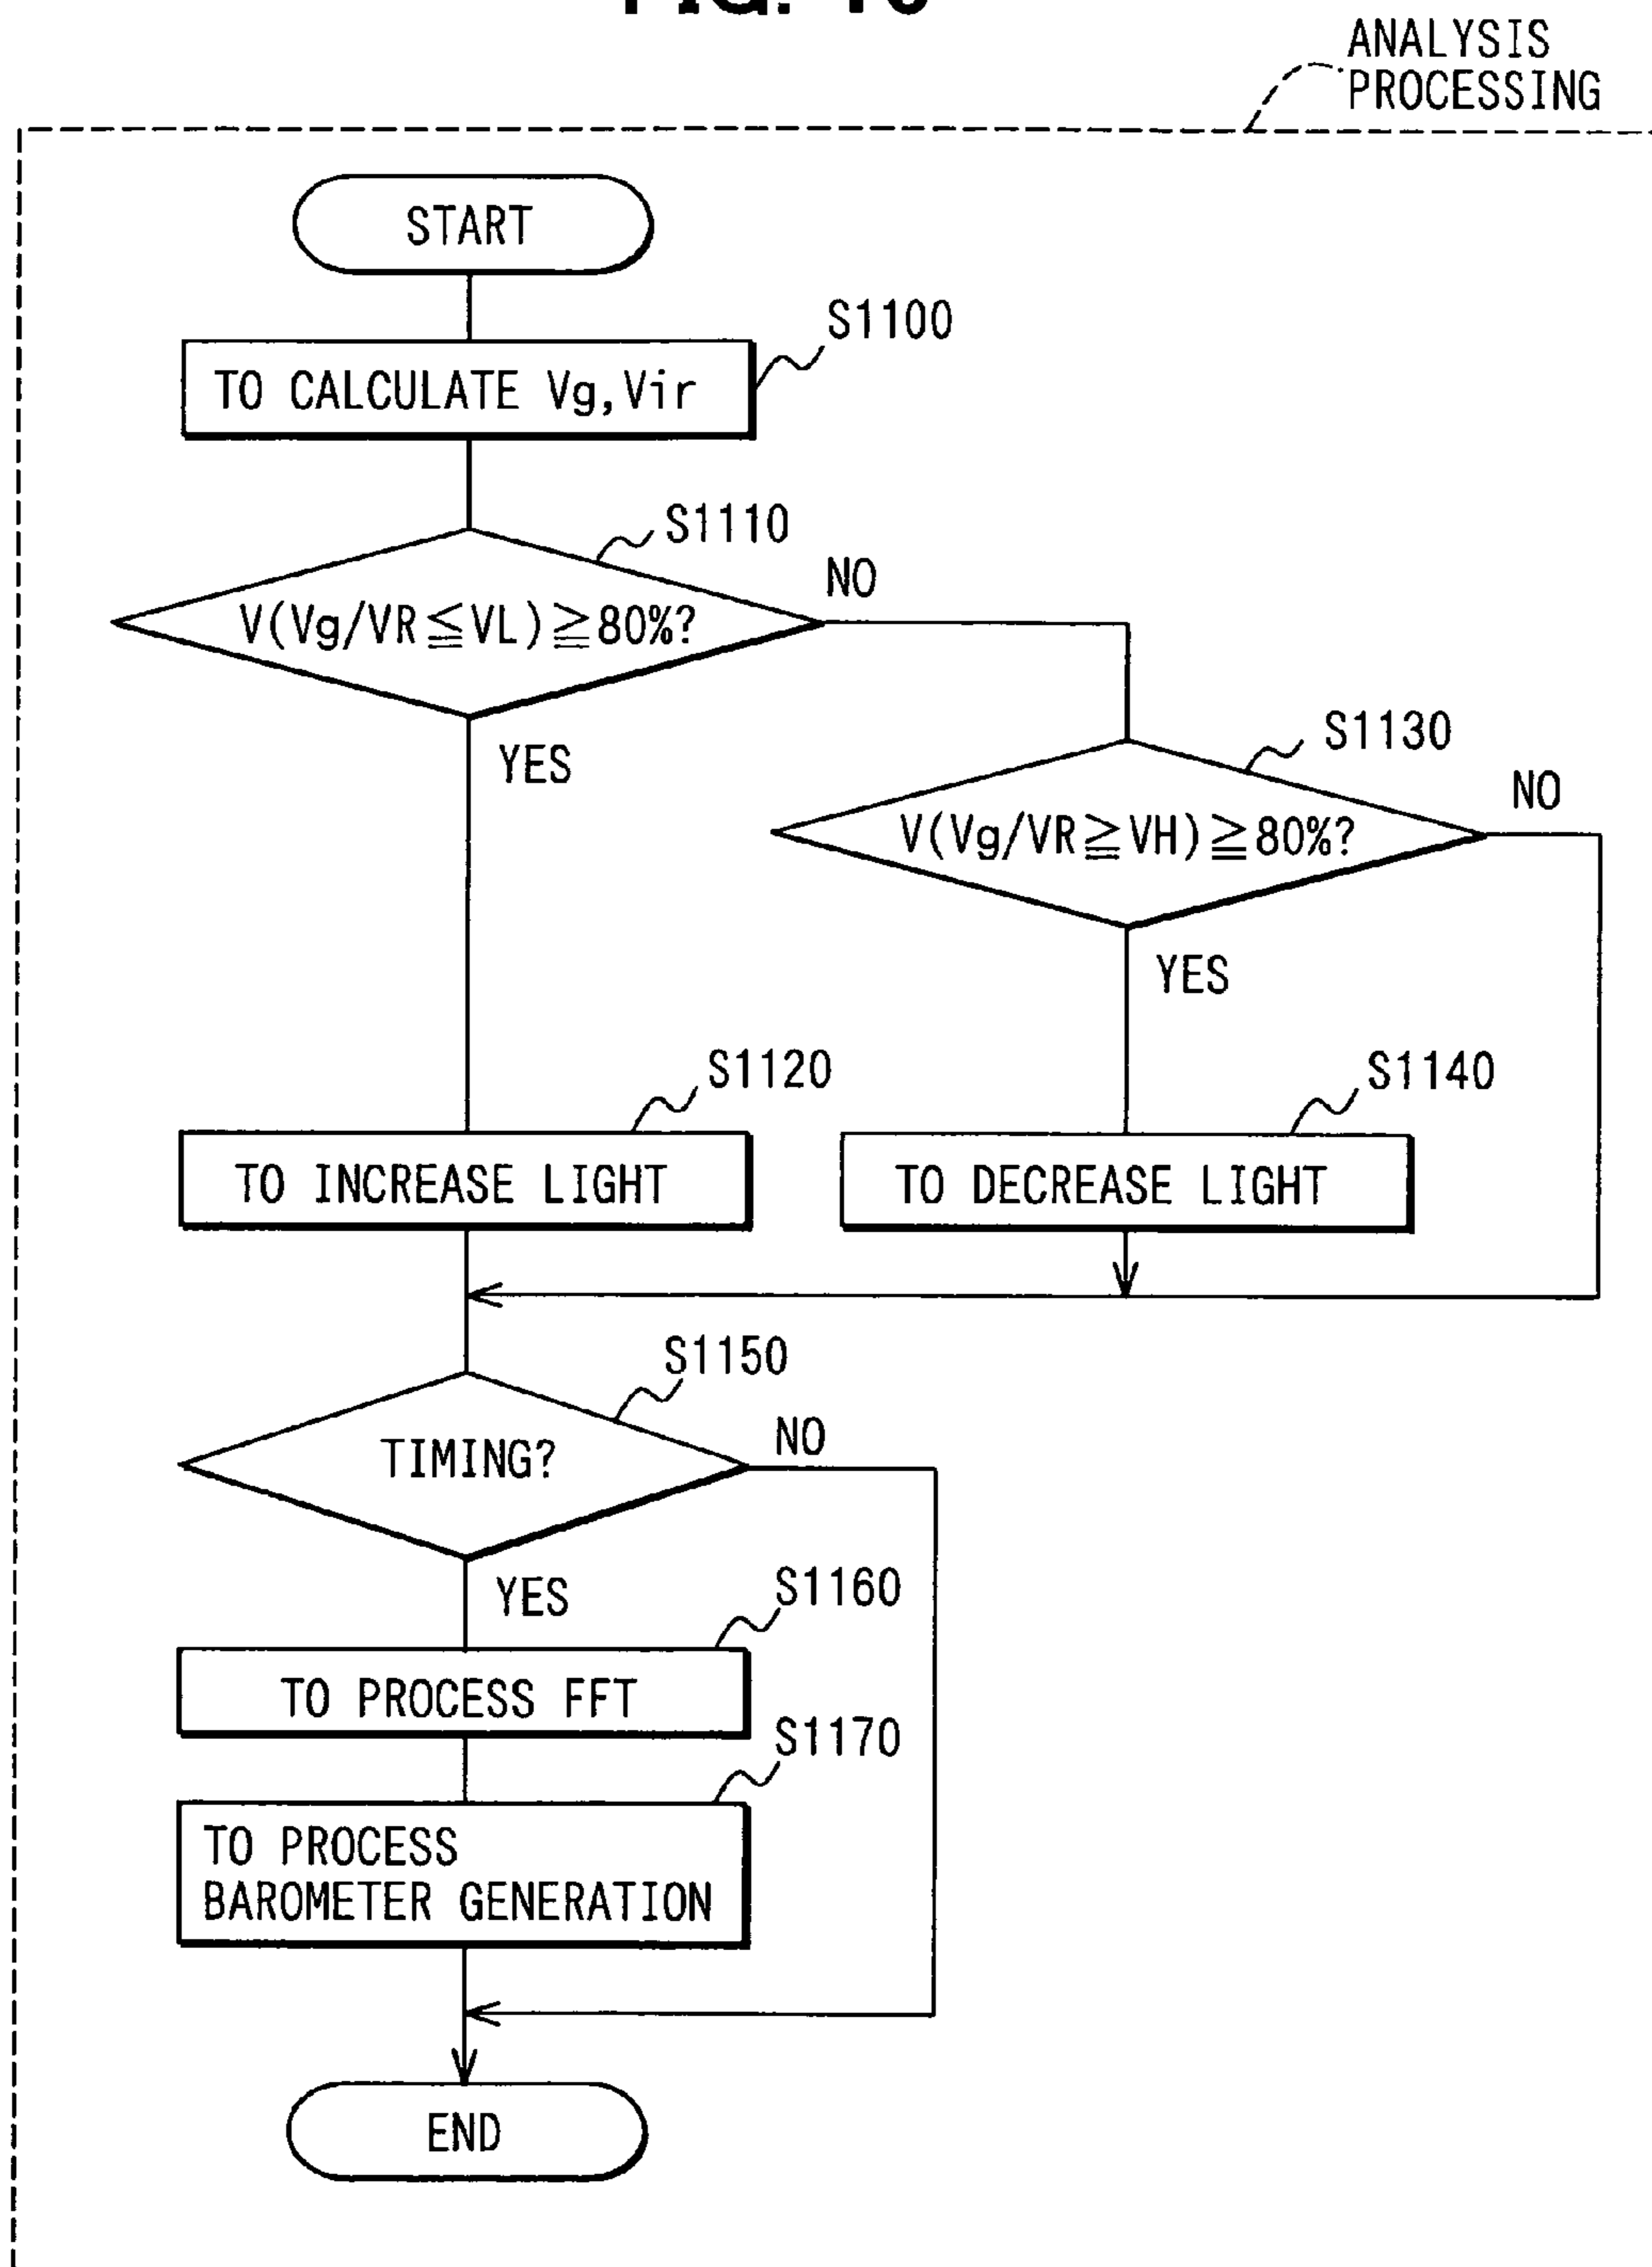 ANALYSIS
PROCESSING
START
S1100
TO CALCULATE Vg,Vir
S1110
V(Vg/VR≦VL)≧80%?
NO
YES
S1130
V(Vg/VR≧VH)≧80%?
NO
YES
S1120
TO INCREASE LIGHT
S1140
TO DECREASE LIGHT
S1150
TIMING?
NO
YES
S1160
TO PROCESS FFT
S1170
TO PROCESS
BAROMETER GENERATION
END